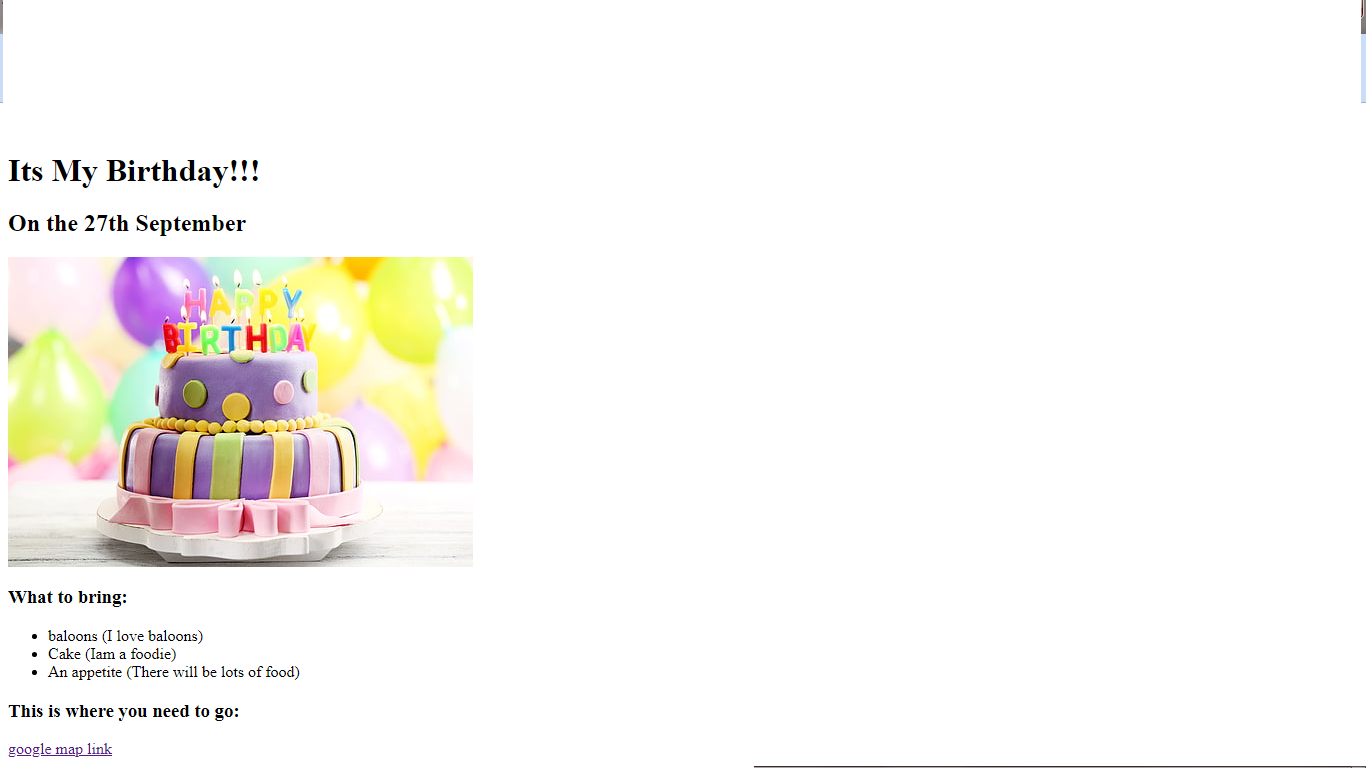 Its My Birthday!!!
On the 27th September
HAPPY
BIRTHDAY
What to bring:
baloons (I love baloons)
Cake (Iam a foodie)
An appetite (There will be lots of food)
This is where you need to go:
google map link